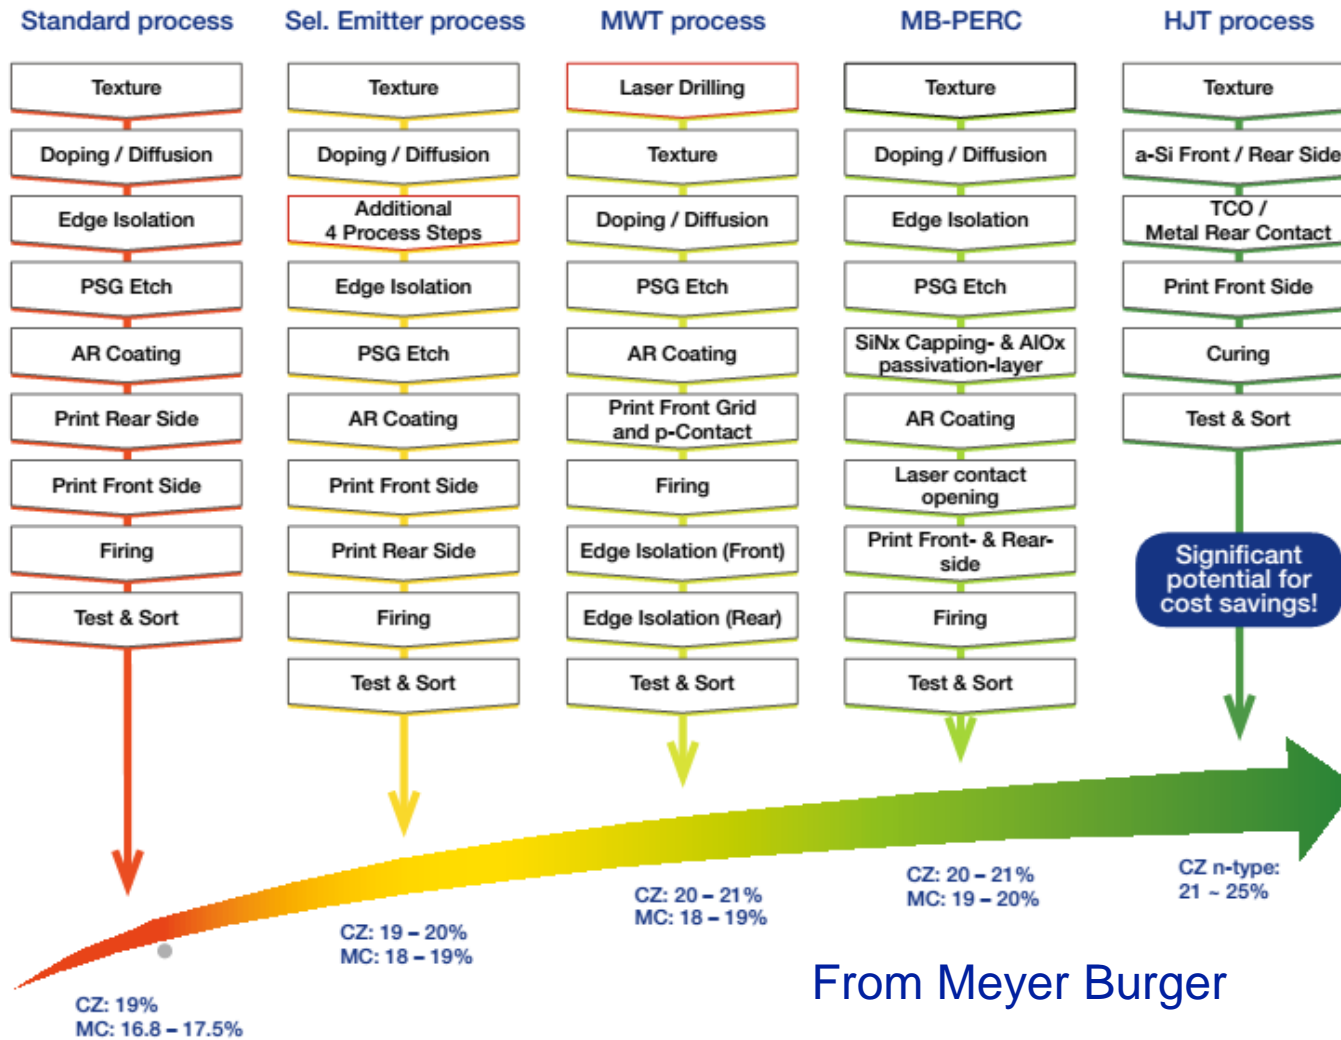 Standard process
Texture
Doping / Diffusion
Edge Isolation
PSG Etch
AR Coating
Print Rear Side
Print Front Side
Firing
Test & Sort
CZ: 19%
MC: 16.8 – 17.5%
Sel. Emitter process
Texture
Doping / Diffusion
Additional
4 Process Steps
Edge Isolation
PSG Etch
AR Coating
Print Front Side
Print Rear Side
Firing
Test & Sort
CZ: 19 – 20%
MC: 18 – 19%
MWT process
Laser Drilling
Texture
Doping / Diffusion
PSG Etch
AR Coating
Print Front Grid
and p-Contact
Firing
Edge Isolation (Front)
Edge Isolation (Rear)
Test & Sort
CZ: 20 – 21%
MC: 18 – 19%
MB-PERC
Texture
Doping / Diffusion
Edge Isolation
PSG Etch
SiNx Capping- & AlOx
passivation-layer
AR Coating
Laser contact
opening
Print Front- & Rear-
side
Firing
Test & Sort
CZ: 20 – 21%
MC: 19 – 20%
HJT process
Texture
a-Si Front / Rear Side
TCO /
Metal Rear Contact
Print Front Side
Curing
Test & Sort
Significant
potential for
cost savings!
CZ n-type:
21 ~ 25%
From Meyer Burger